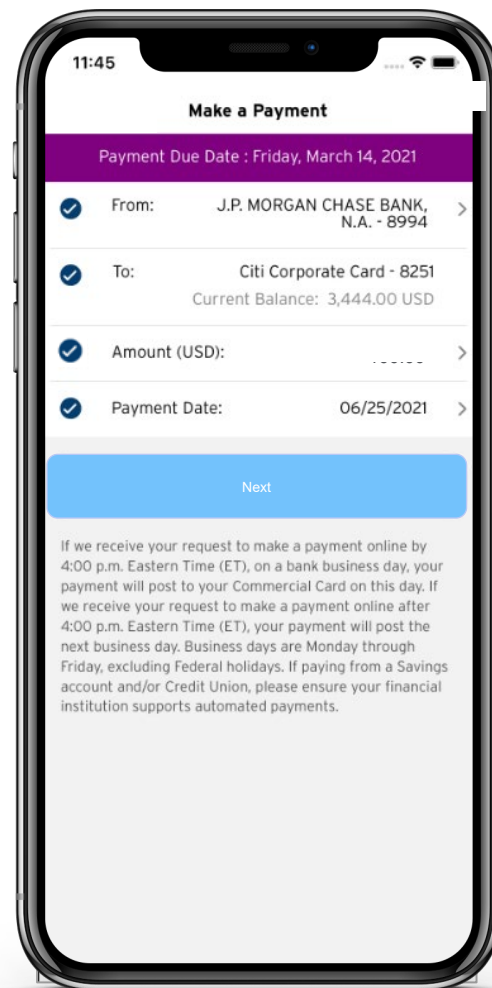 11:45
Make a Payment
Payment Due Date : Friday, March 14, 2021
From: J.P. MORGAN CHASE BANK,
N.A. - 8994
To: Citi Corporate Card - 8251
Current Balance: 3,444.00 USD
Amount (USD):
Payment Date: 06/25/2021
Next
If we receive your request to make a payment online by
4:00 p.m. Eastern Time (ET), on a bank business day, your
payment will post to your Commercial Card on this day. If
we receive your request to make a payment online after
4:00 p.m. Eastern Time (ET), your payment will post the
next business day. Business days are Monday through
Friday, excluding Federal holidays. If paying from a Savings
account and/or Credit Union, please ensure your financial
institution supports automated payments.